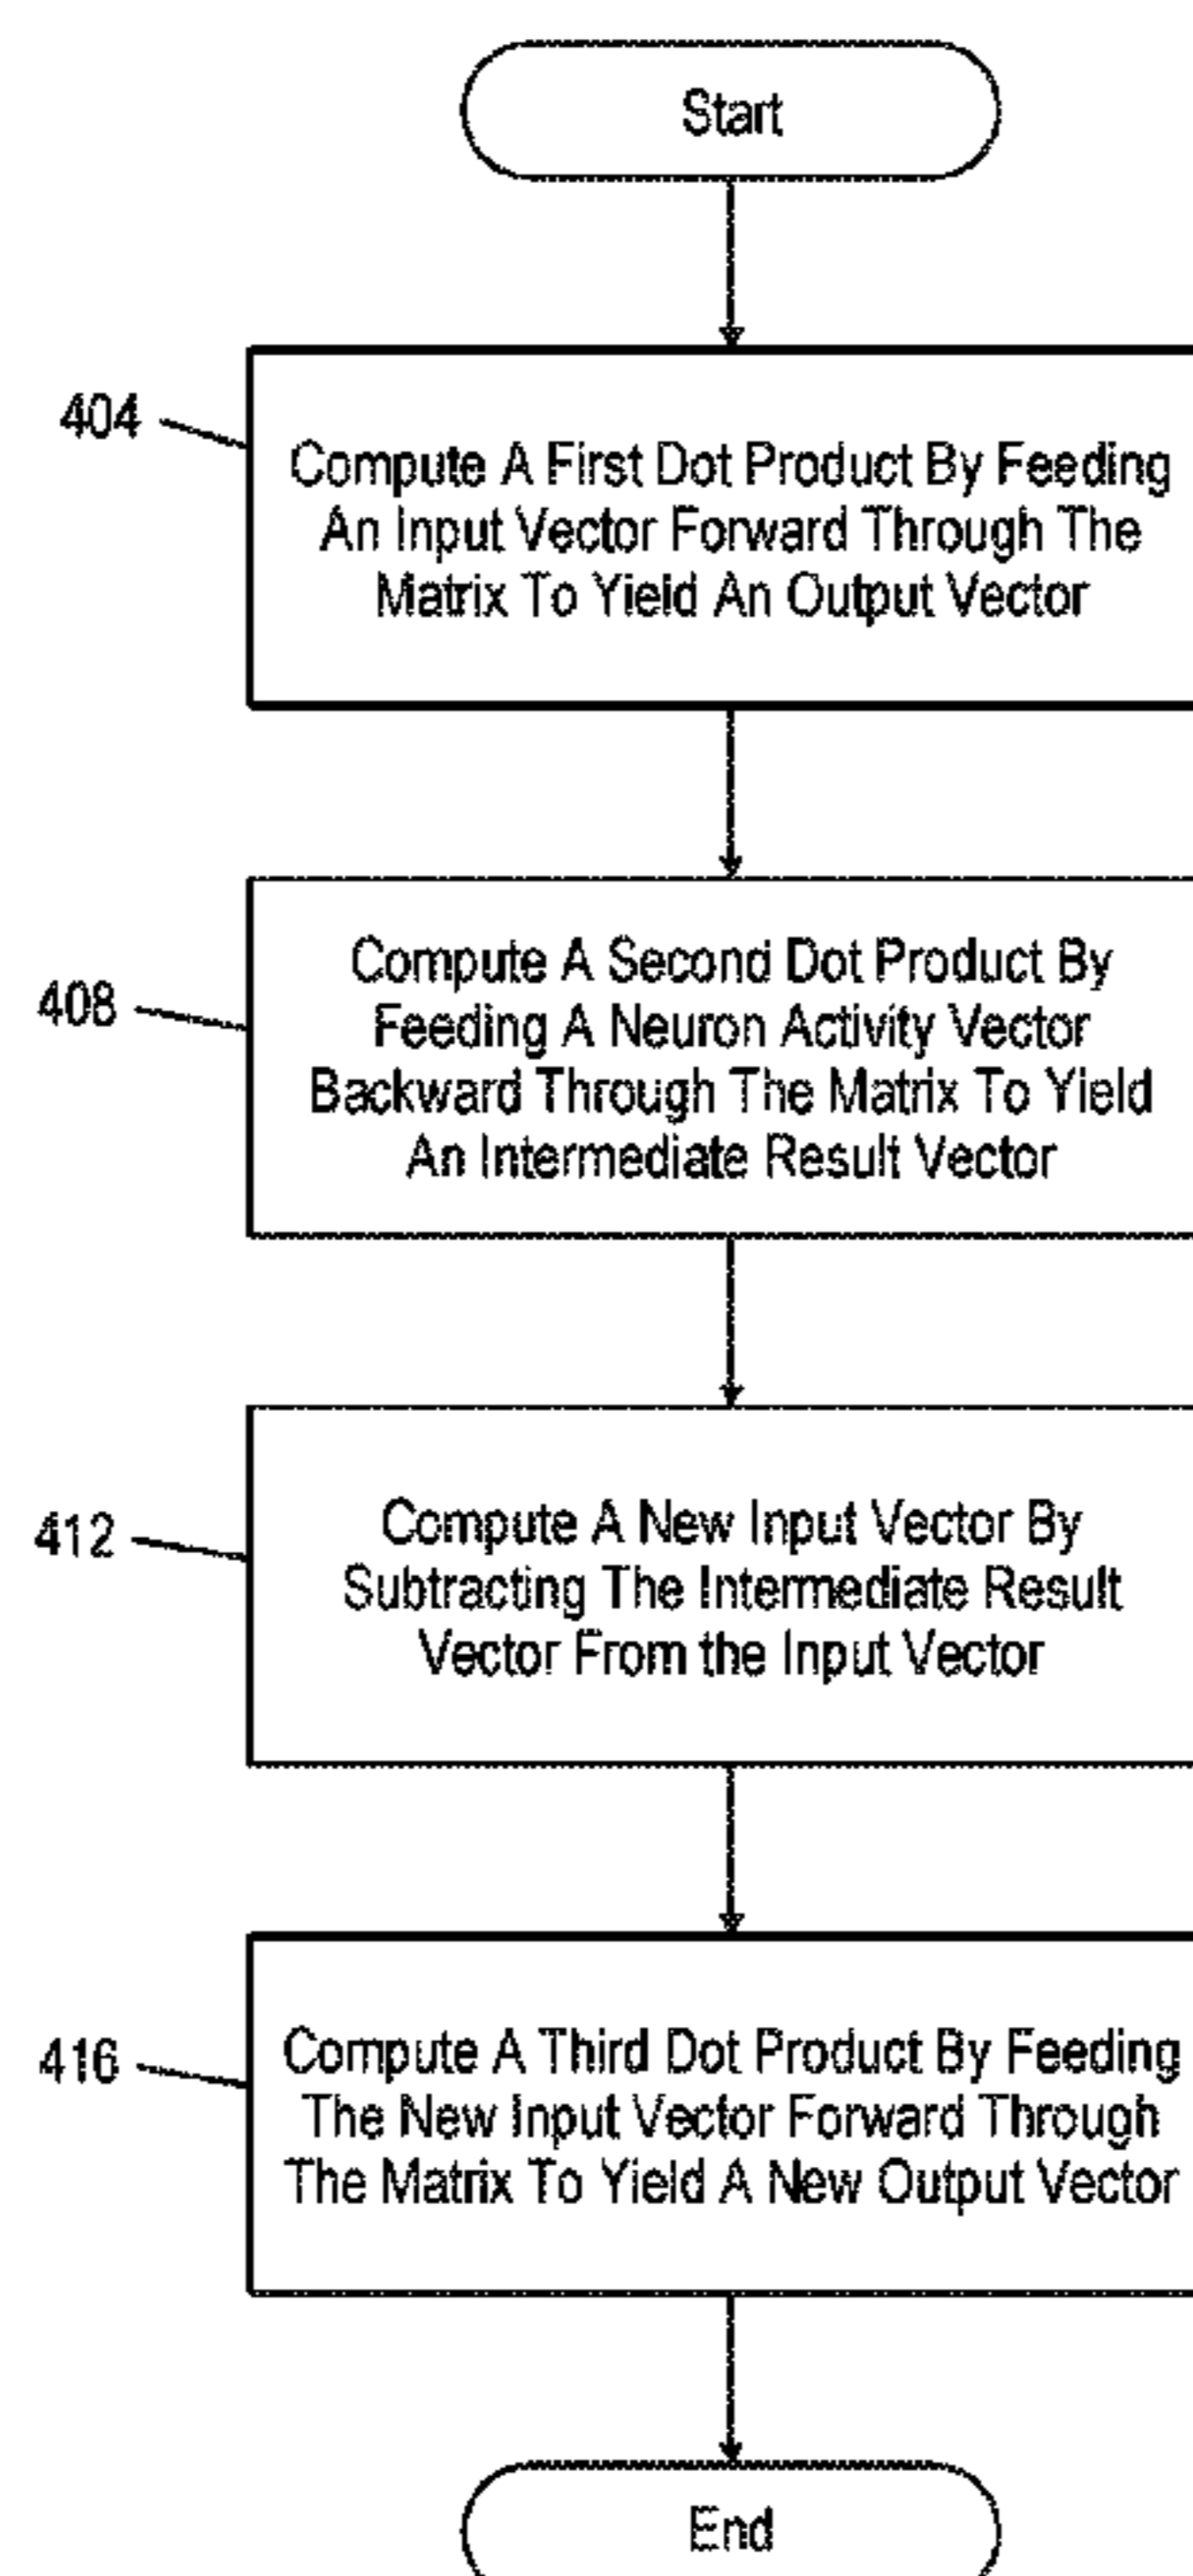 Start
404
Compute A First Dot Product By Feeding
An Input Vector Forward Through The
Matrix To Yield An Output Vector
408
Compute A Second Dot Product By
Feeding A Neuron Activity Vector
Backward Through The Matrix To Yield
An Intermediate Result Vector
412
Compute A New Input Vector By
Subtracting The Intermediate Result
Vector From the Input Vector
416
Compute A Third Dot Product By Feeding
The New Input Vector Forward Through
The Matrix To Yield A New Output Vector
End